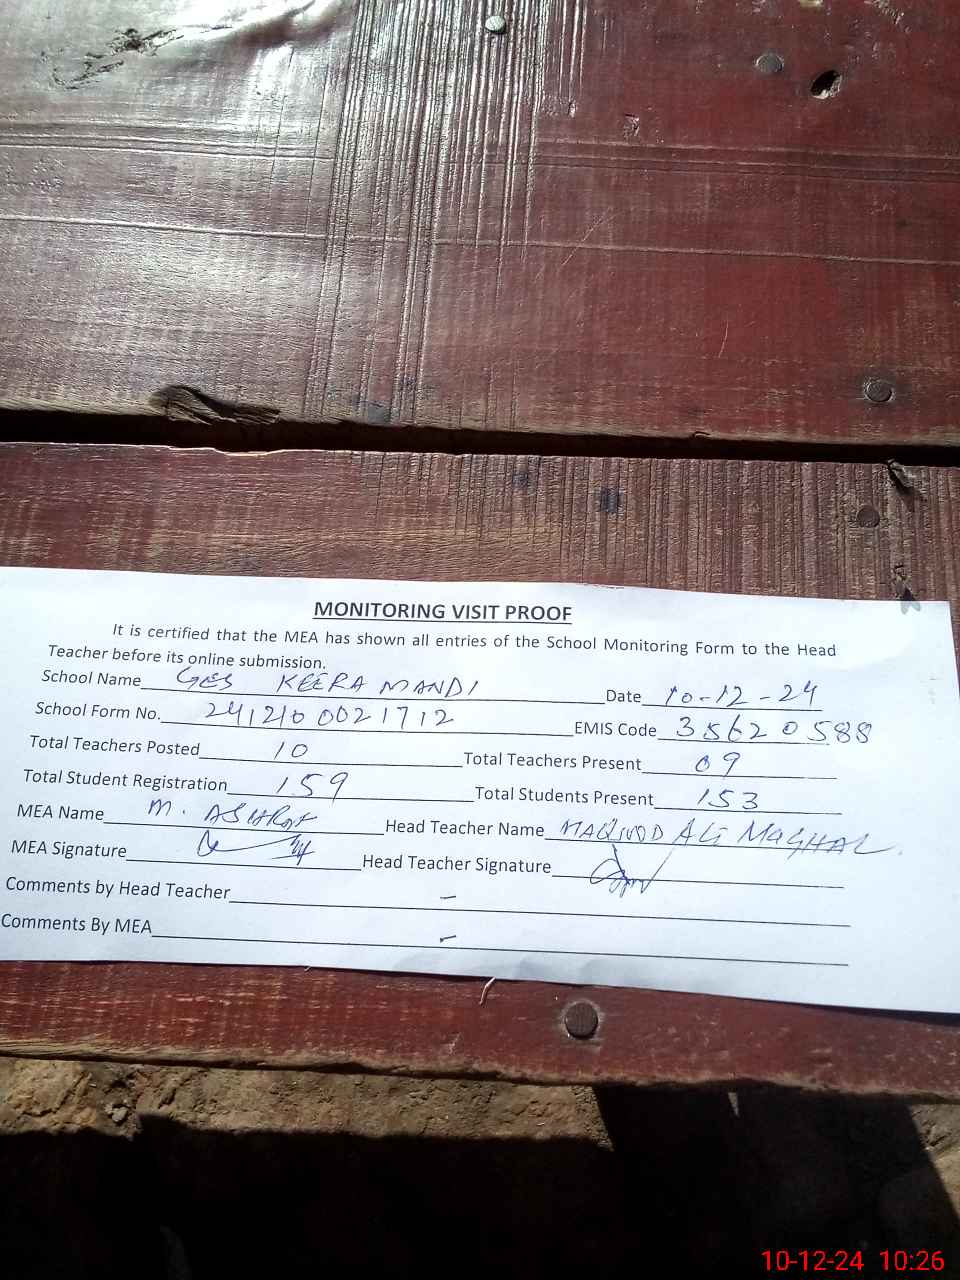 MONITORING VISIT PROOF
It is certified that the MEA has shown all entries of the School Monitoring Form to the Head
Teacher before its online submission.
School Name GES KEERA MANDI Date 10-12-24
School Form No. 241210 0021712 EMIS Code 35620588
Total Teachers Posted 10 Total Teachers Present 09
Total Student Registration 159 Total Students Present 153
MEA Name M. ASHRAF Head Teacher Name MAQSOOD ALI MUGHAL.
MEA Signature Head Teacher Signature
Comments by Head Teacher -
Comments By MEA -
10-12-24 10:26